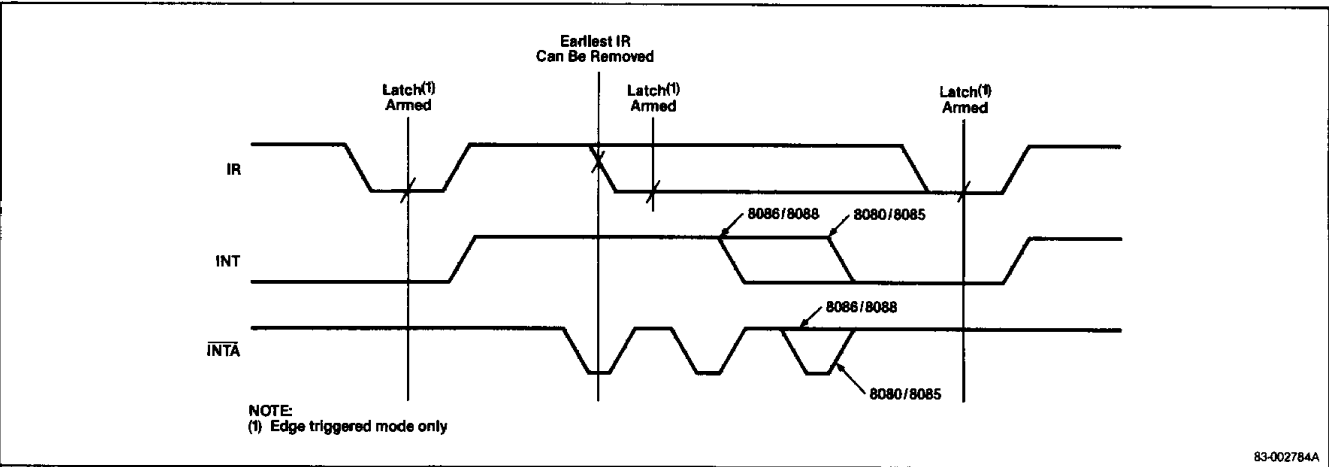 Earliest IR
Can Be Removed
Latch(1)
Armed
Latch(1)
Armed
Latch(1)
Armed
IR
8086/8088
8080/8085
INT
8086/8088
INTA
8080/8085
NOTE:
(1) Edge triggered mode only
83-002784A